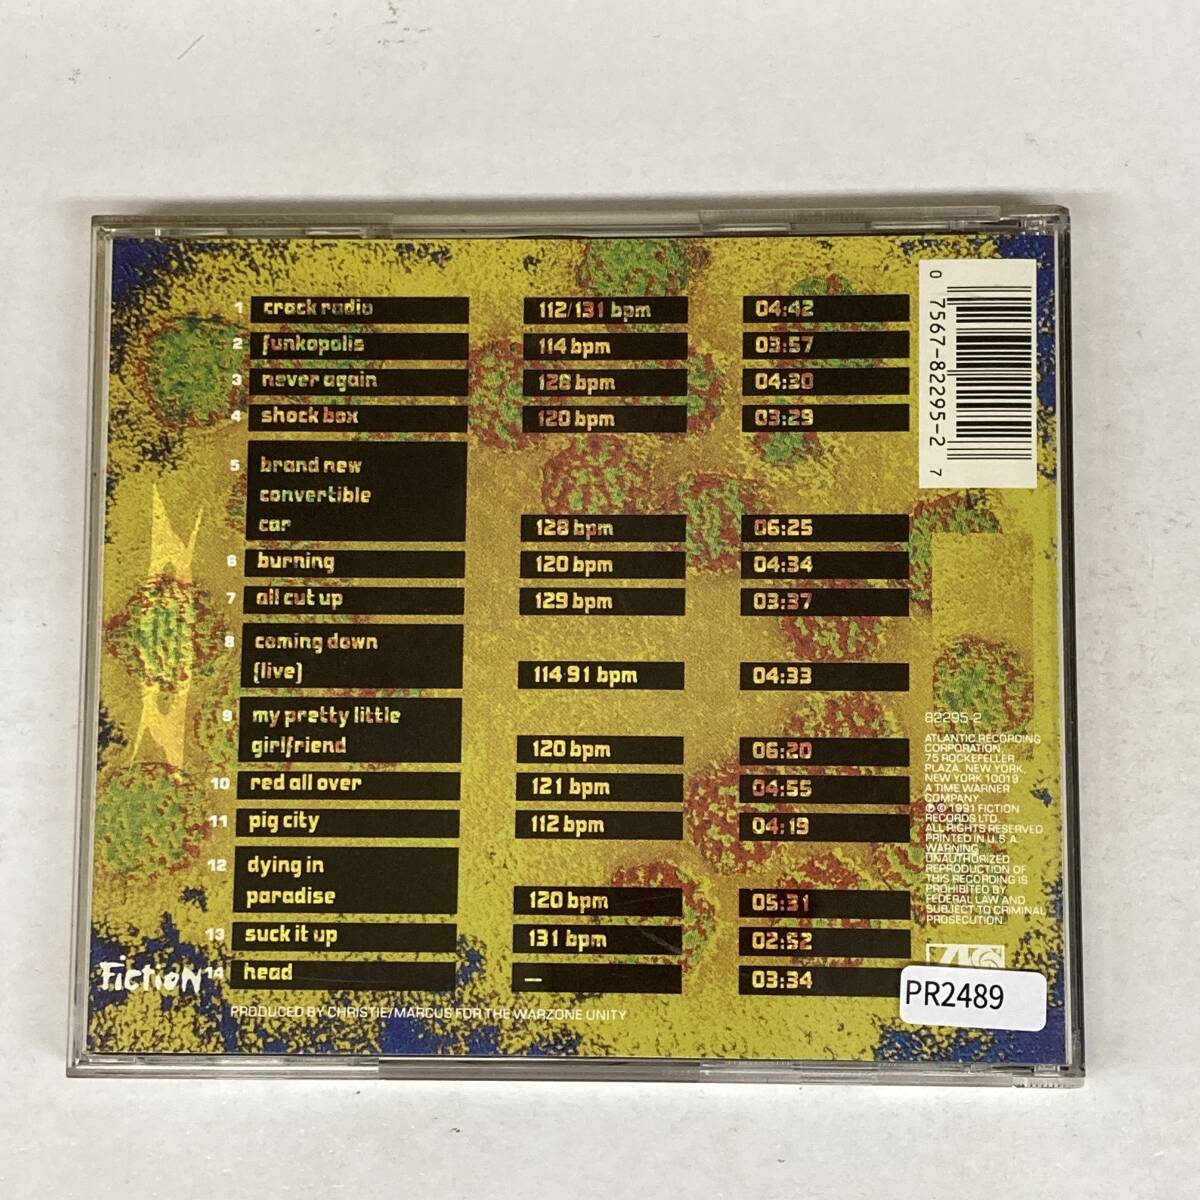 1 crack radio 112/131 bpm 04:42
2 funkopolis 114 bpm 03:57
3 never again 128 bpm 04:30
4 shock box 120 bpm 03:29
5 brand new
convertible
car 128 bpm 06:25
6 burning 120 bpm 04:34
7 all cut up 129 bpm 03:37
8 coming down
(live) 114 91 bpm 04:33
9 my pretty little
girlfriend 120 bpm 06:20
10 red all over 121 bpm 04:55
11 pig city 112 bpm 04:19
12 dying in
paradise 120 bpm 05:31
13 suck it up 131 bpm 02:52
14 head — 03:34
Fiction
PRODUCED BY CHRISTIE/MARCUS FOR THE WARZONE UNITY
0 7567-82295-2 7
82295-2
ATLANTIC RECORDING
CORPORATION,
75 ROCKEFELLER
PLAZA, NEW YORK,
NEW YORK 10019
A TIME WARNER
COMPANY
℗ © 1991 FICTION
RECORDS LTD.
ALL RIGHTS RESERVED
PRINTED IN U.S.A.
WARNING
UNAUTHORIZED
REPRODUCTION OF
THIS RECORDING IS
PROHIBITED BY
FEDERAL LAW AND
SUBJECT TO CRIMINAL
PROSECUTION.
PR2489